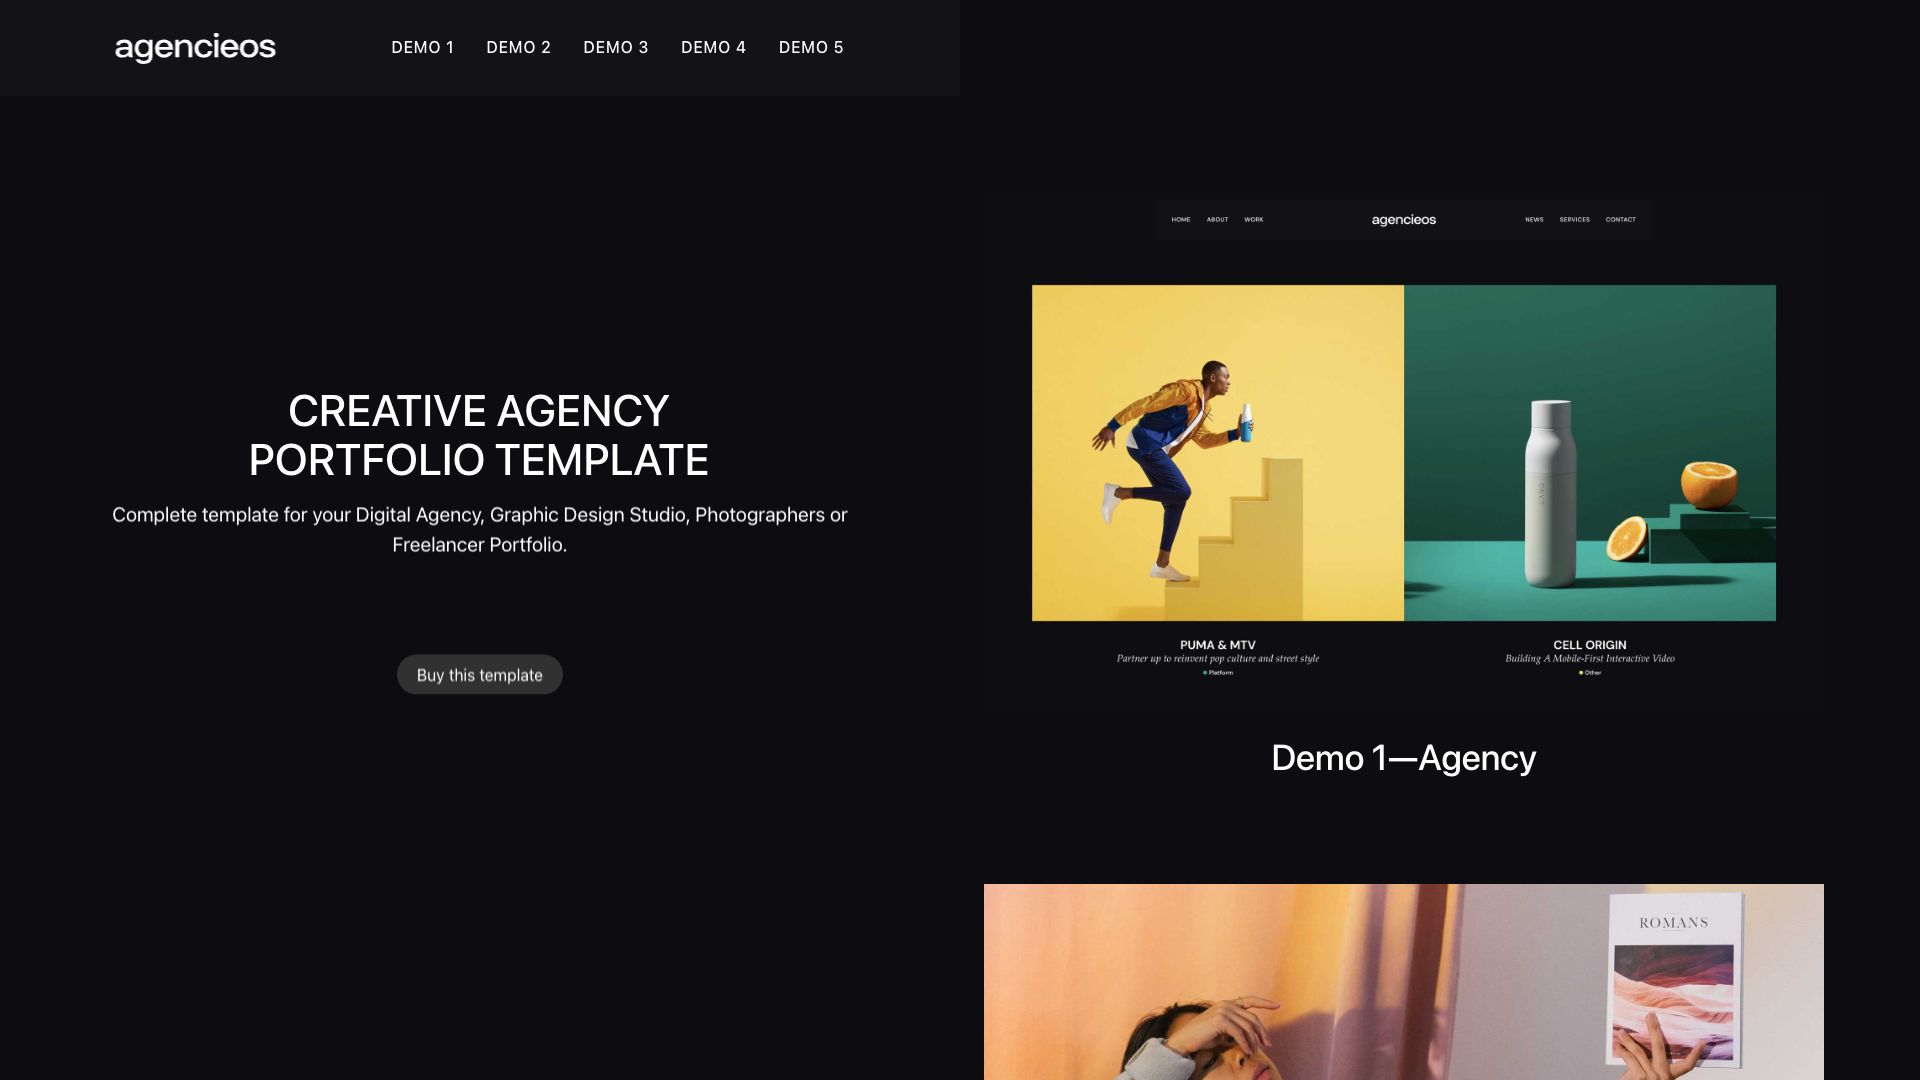 agencieos
DEMO 1 DEMO 2 DEMO 3 DEMO 4 DEMO 5
CREATIVE AGENCY
PORTFOLIO TEMPLATE
Complete template for your Digital Agency, Graphic Design Studio, Photographers or
Freelancer Portfolio.
Buy this template
HOME ABOUT WORK agencieos NEWS SERVICES CONTACT
PUMA & MTV
Partner up to reinvent pop culture and street style
Platform
CELL ORIGIN
Building A Mobile-First Interactive Video
Other
Demo 1—Agency
ROMANS